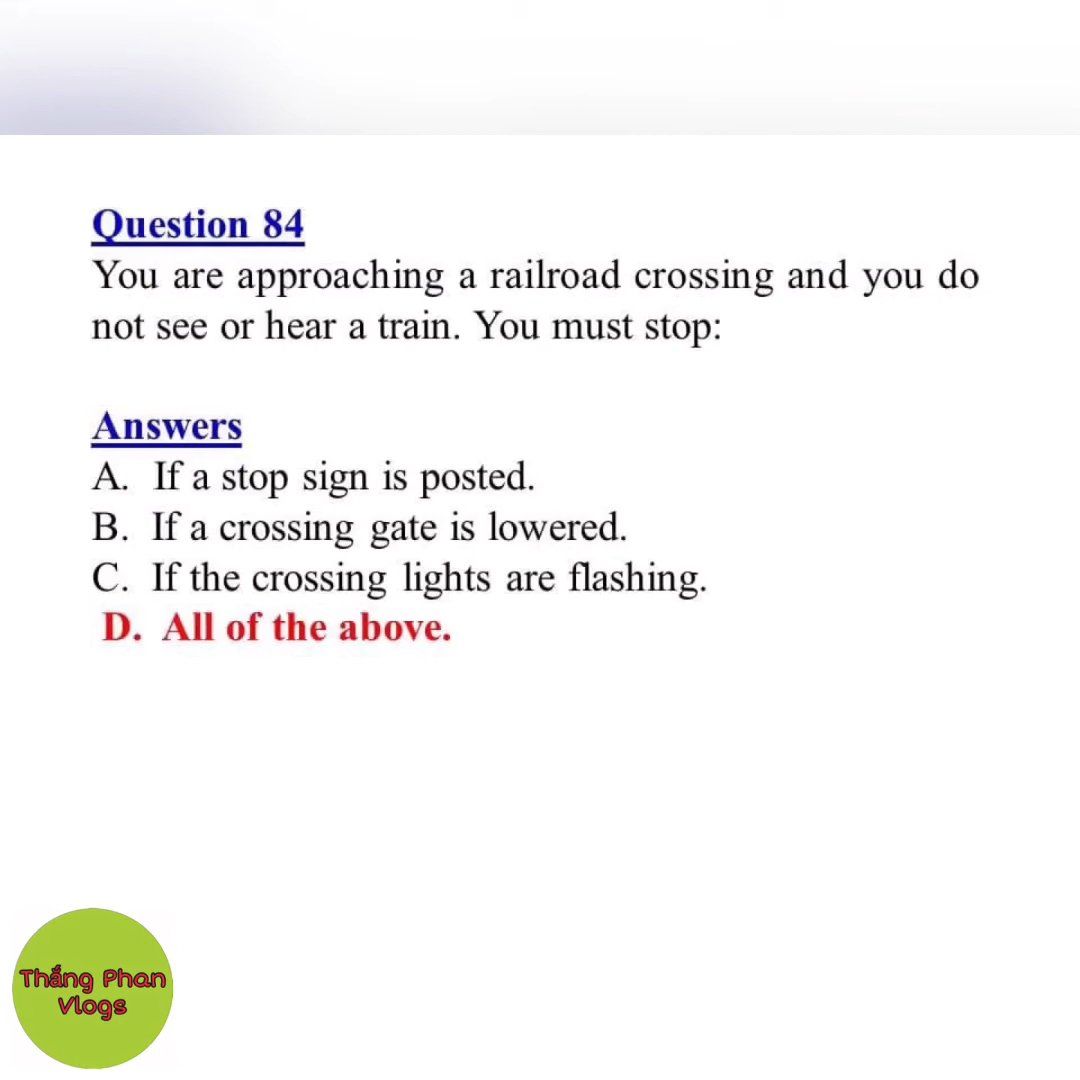 Question 84
You are approaching a railroad crossing and you do
not see or hear a train. You must stop:
Answers
A. If a stop sign is posted.
B. If a crossing gate is lowered.
C. If the crossing lights are flashing.
D. All of the above.
Thắng Phan
Vlogs